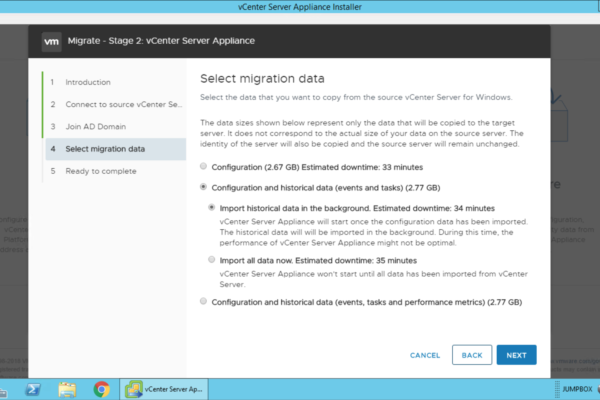 vCenter Server Appliance Installer
vm Migrate - Stage 2: vCenter Server Appliance
1 Introduction
2 Connect to source vCenter Se...
3 Join AD Domain
4 Select migration data
5 Ready to complete
Select migration data
Select the data that you want to copy from the source vCenter Server for Windows.
The data sizes shown below represent only the data that will be copied to the target
server. It does not correspond to the actual size of your data on the source server. The
identity of the server will also be copied and the source server will remain unchanged.
Configuration (2.67 GB) Estimated downtime: 33 minutes
Configuration and historical data (events and tasks) (2.77 GB)
Import historical data in the background. Estimated downtime: 34 minutes
vCenter Server Appliance will start once the configuration data has been imported.
The historical data will will be imported in the background. During this time, the
performance of vCenter Server Appliance might not be optimal.
Import all data now. Estimated downtime: 35 minutes
vCenter Server Appliance won't start until all data has been imported from vCenter
Server.
Configuration and historical data (events, tasks and performance metrics) (2.77 GB)
CANCEL
BACK
NEXT
vCenter Server Ap...
JUMPBOX